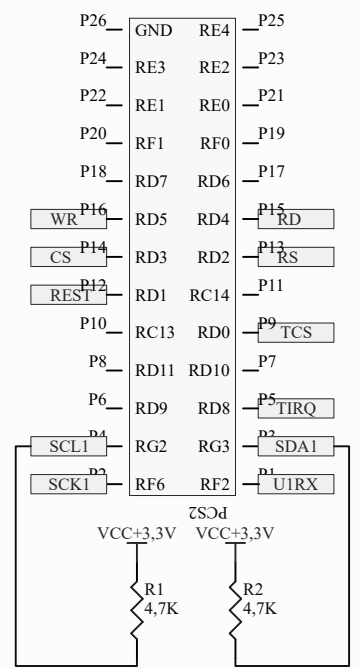 P26 GND RE4 P25
P24 RE3 RE2 P23
P22 RE1 RE0 P21
P20 RF1 RF0 P19
P18 RD7 RD6 P17
WR P16 RD5 RD4 P15 RD
CS P14 RD3 RD2 P13 RS
REST P12 RD1 RC14 P11
P10 RC13 RD0 P9 TCS
P8 RD11 RD10 P7
P6 RD9 RD8 P5 TIRQ
SCL1 P4 RG2 RG3 P3 SDA1
SCK1 P2 RF6 RF2 P1 U1RX
PCS2
VCC+3,3V VCC+3,3V
R1 R2
4,7K 4,7K